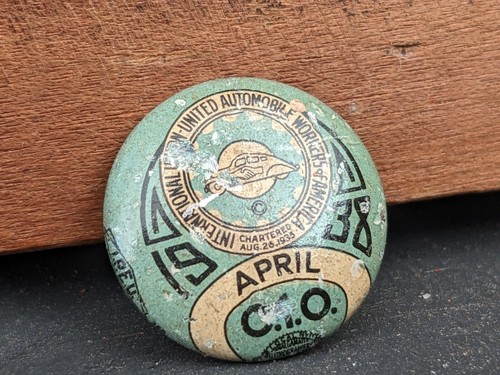 INTERNATIONAL UNION-UNITED AUTOMOBILE WORKERS of AMERICA
©
CHARTERED
AUG. 26, 1935
19 38
APRIL
C.I.O.